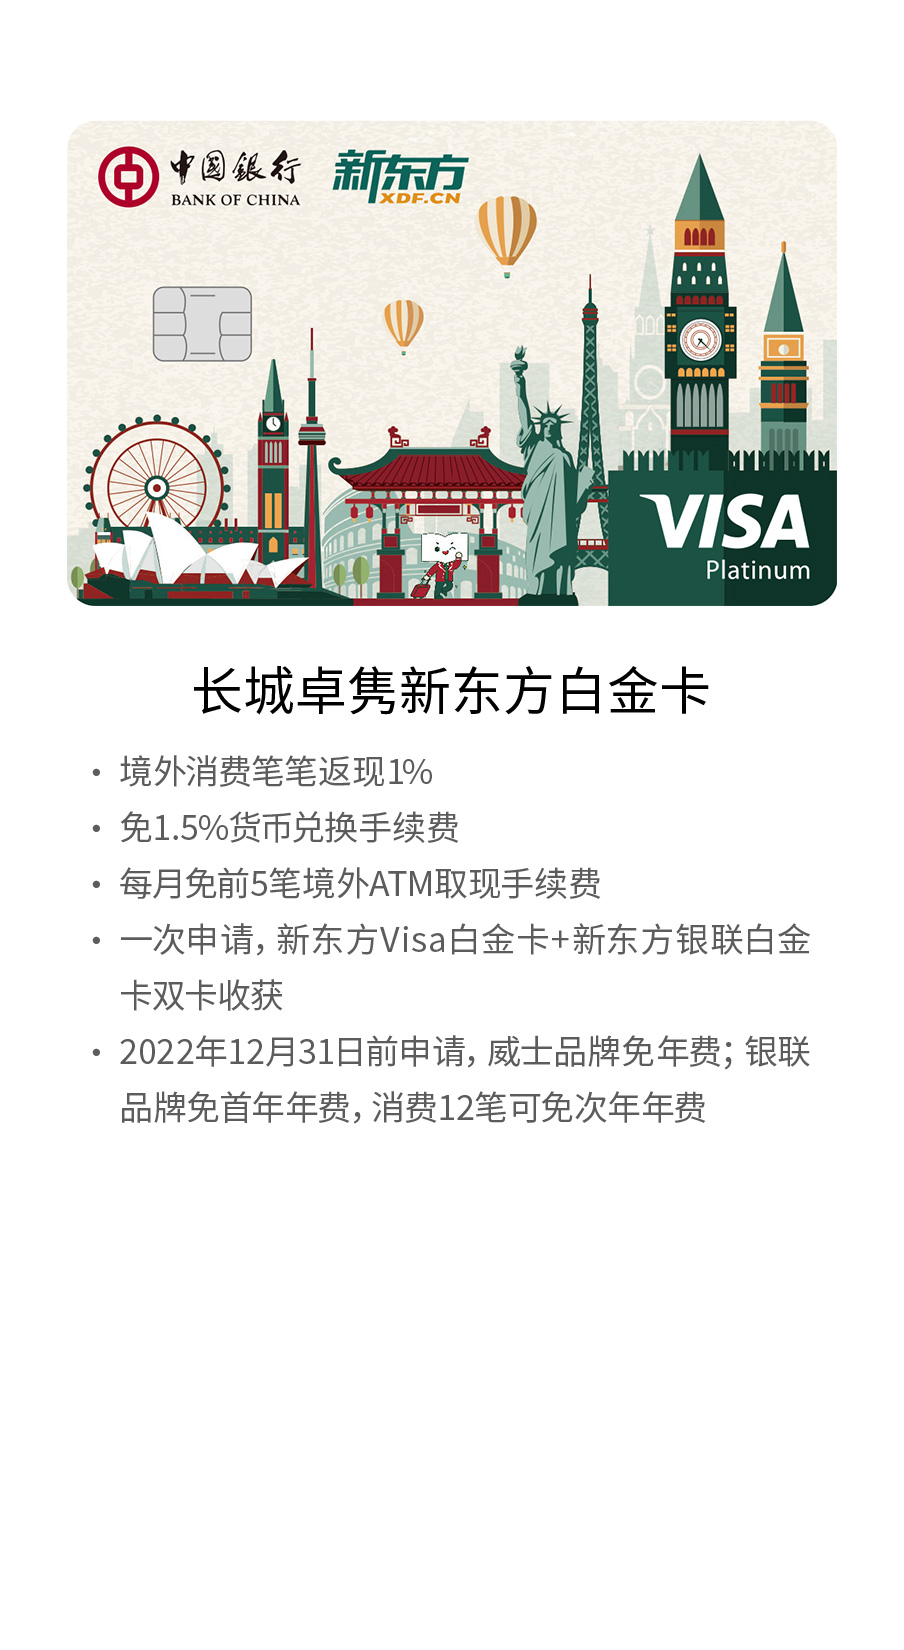 中國銀行
BANK OF CHINA
新东方
XDF.CN
VISA
Platinum
长城卓隽新东方白金卡
• 境外消费笔笔返现1%
• 免1.5%货币兑换手续费
• 每月免前5笔境外ATM取现手续费
• 一次申请，新东方Visa白金卡+新东方银联白金
卡双卡收获
• 2022年12月31日前申请，威士品牌免年费；银联
品牌免首年年费，消费12笔可免次年年费